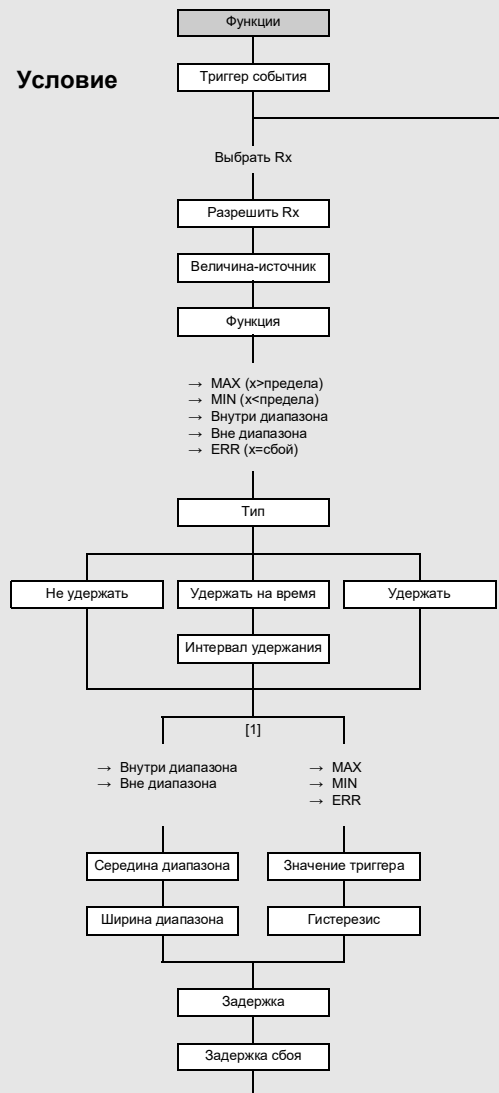 Функции
Условие
Триггер события
Выбрать Rx
Разрешить Rx
Величина-источник
Функция
→ MAX (x>предела)
→ MIN (x<предела)
→ Внутри диапазона
→ Вне диапазона
→ ERR (x=сбой)
Тип
Не удержать
Удержать на время
Удержать
Интервал удержания
[1]
→ Внутри диапазона
→ Вне диапазона
→ MAX
→ MIN
→ ERR
Середина диапазона
Значение триггера
Ширина диапазона
Гистерезис
Задержка
Задержка сбоя